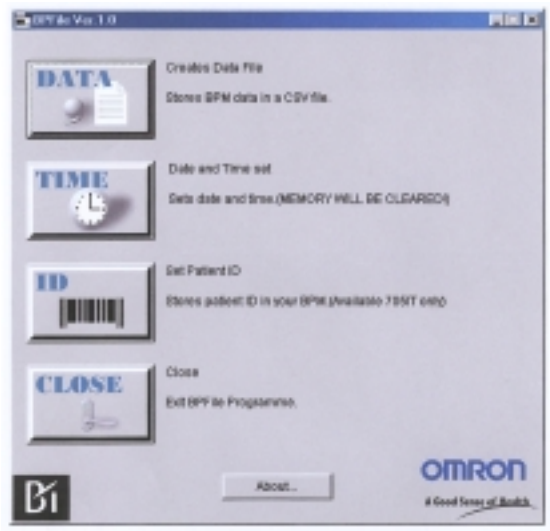 BPFile Ver.1.0
DATA
Creates Data File
Stores BPM data in a CSV file.
TIME
Date and Time set
Sets date and time.(MEMORY WILL BE CLEARED!)
ID
Set Patient ID
Stores patient ID in your BPM.(Available 705IT only)
CLOSE
Close
Exit BPFile Programme.
About...
OMRON
A Good Sense of Health
Bi